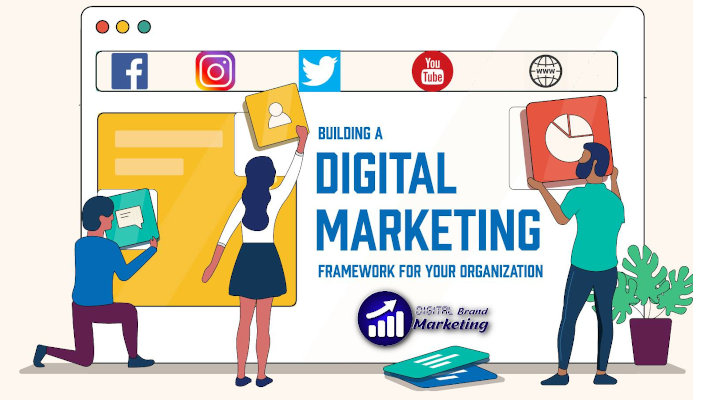 f
You
Tube
WWW
BUILDING A
DIGITAL
MARKETING
FRAMEWORK FOR YOUR ORGANIZATION
DIGITAL Brand
Marketing